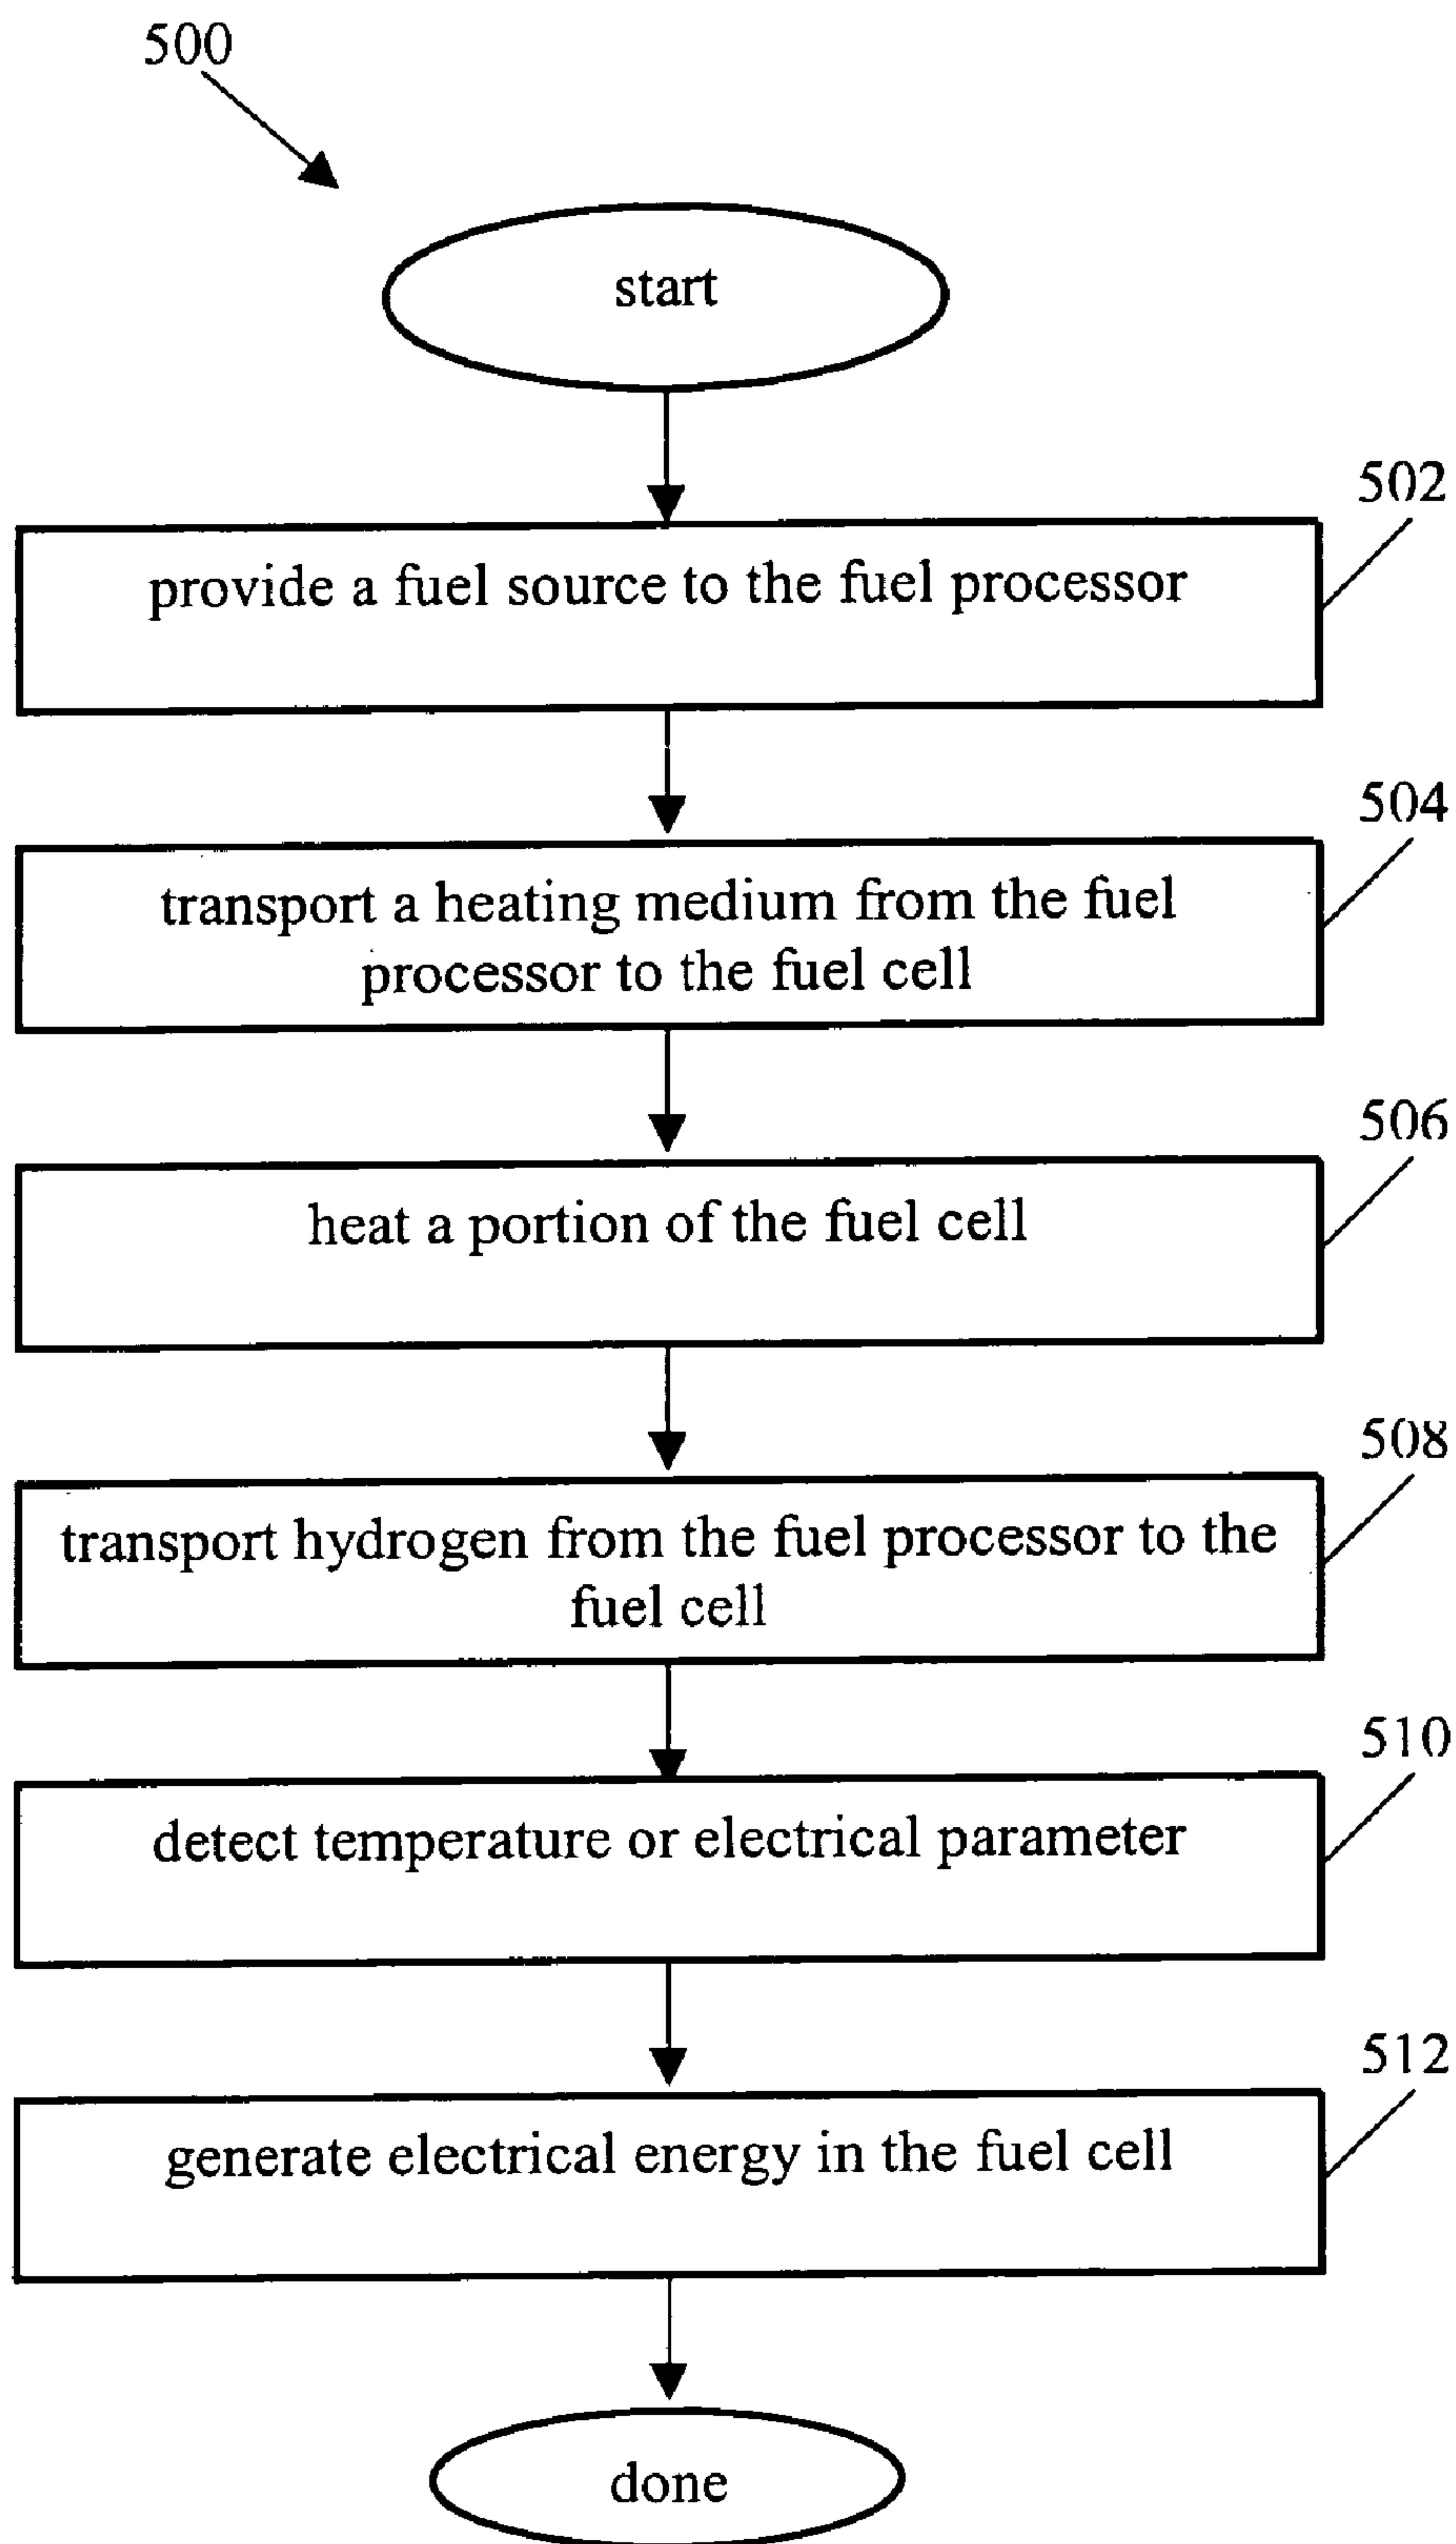 500
start
502
provide a fuel source to the fuel processor
504
transport a heating medium from the fuel
processor to the fuel cell
506
heat a portion of the fuel cell
508
transport hydrogen from the fuel processor to the
fuel cell
510
detect temperature or electrical parameter
512
generate electrical energy in the fuel cell
done